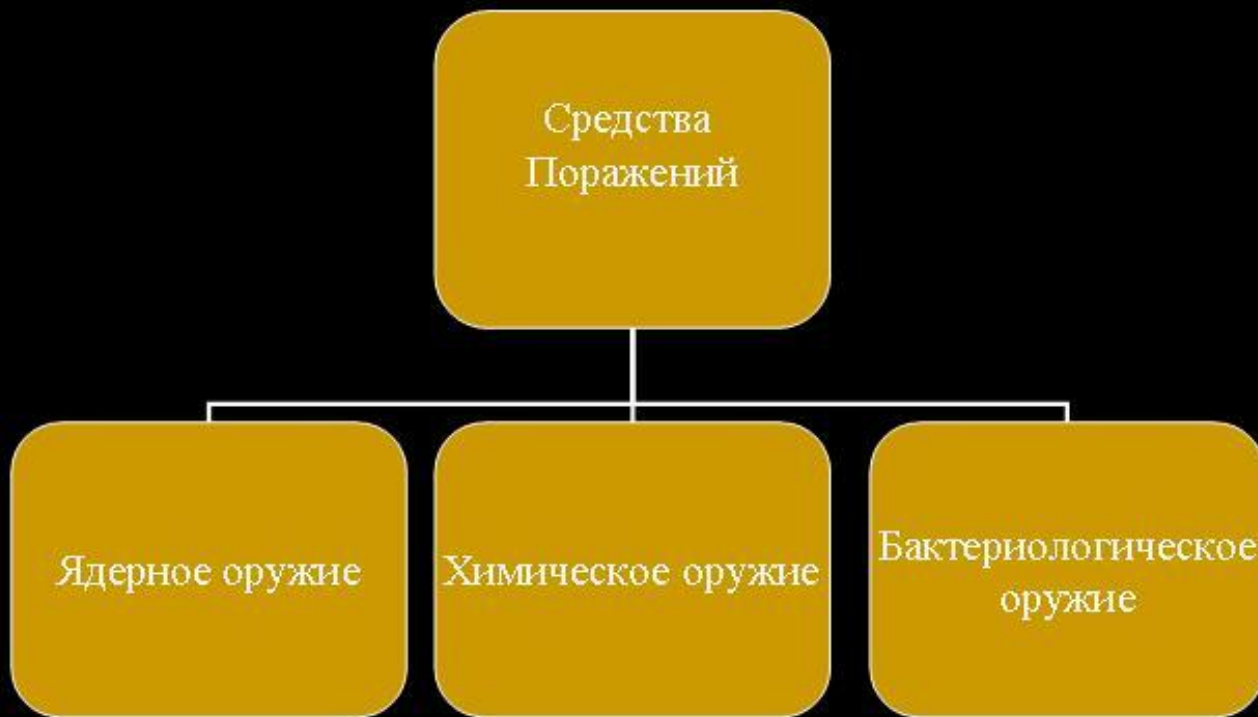 Средства
Поражений
Ядерное оружие
Химическое оружие
Бактериологическое
оружие